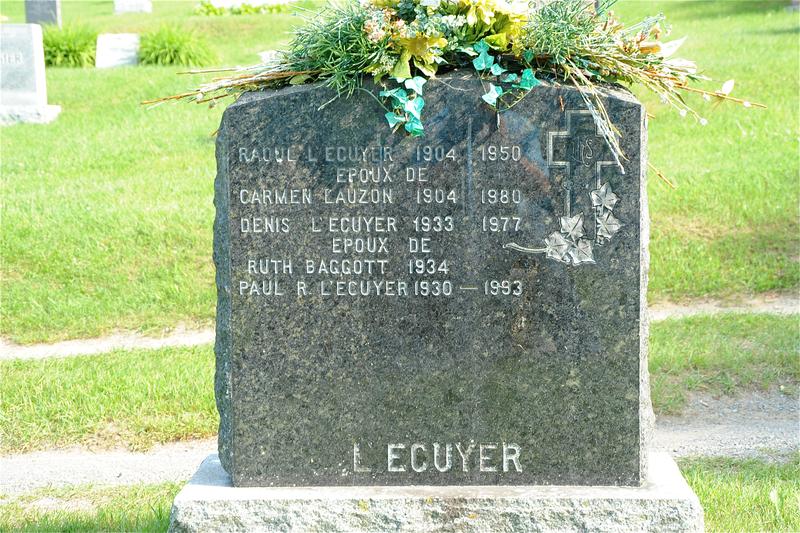 RAOUL L'ECUYER 1904 1950
EPOUX DE
CARMEN LAUZON 1904 1980
DENIS L'ECUYER 1933 1977
EPOUX DE
RUTH BAGGOTT 1934
PAUL R. L'ECUYER 1930 — 1993
L'ECUYER